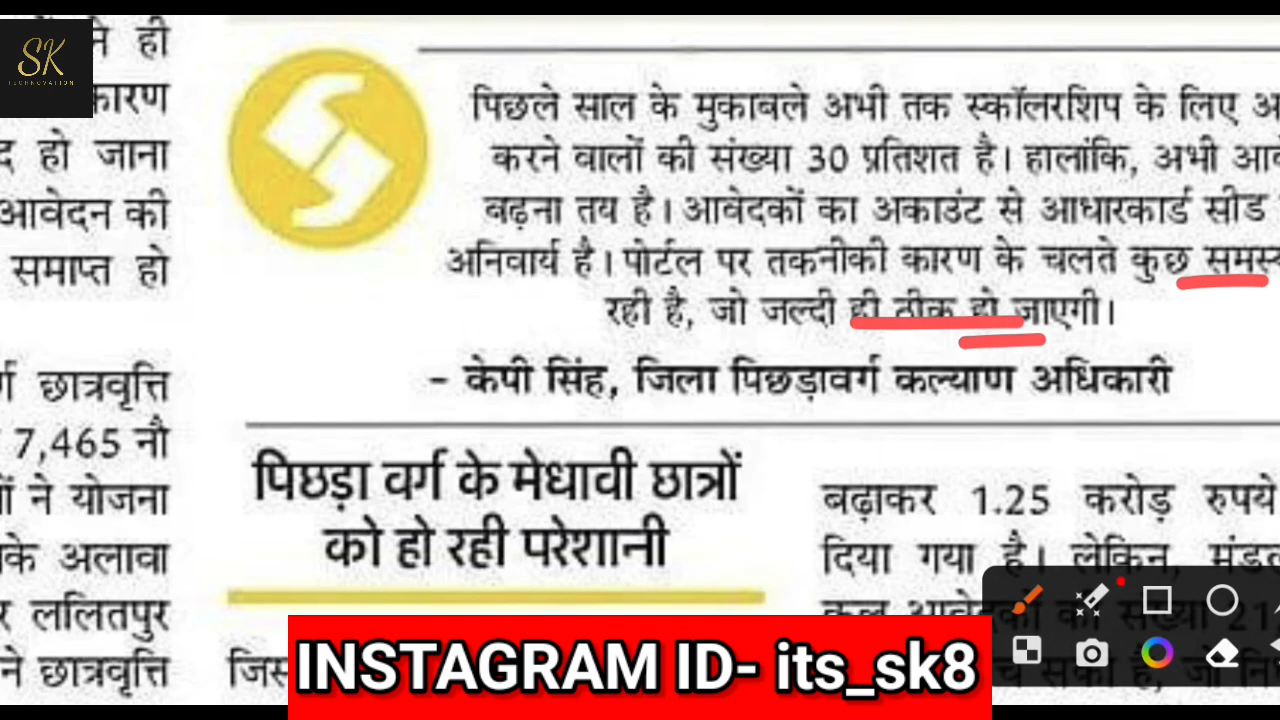 SK
TECHNOVATION
ने ही
कारण
हो जाना
आवेदन की
समाप्त हो
छात्रवृत्ति
7,465 नौ
ने योजना
अलावा
ललितपुर
ने छात्रवृत्ति
पिछले साल के मुकाबले अभी तक स्कॉलरशिप के लिए
करने वालों की संख्या 30 प्रतिशत है। हालांकि, अभी
बढ़ना तय है। आवेदकों का अकाउंट से आधारकार्ड सीड
अनिवार्य है। पोर्टल पर तकनीकी कारण के चलते कुछ
रही है, जो जल्दी ही ठीक हो जाएगी।
- केपी सिंह, जिला पिछड़ावर्ग कल्याण अधिकारी
पिछड़ा वर्ग के मेधावी छात्रों
को हो रही परेशानी
बढ़ाकर 1.25 करोड़ रुपये
दिया गया है। लेकिन,
INSTAGRAM ID- its_sk8